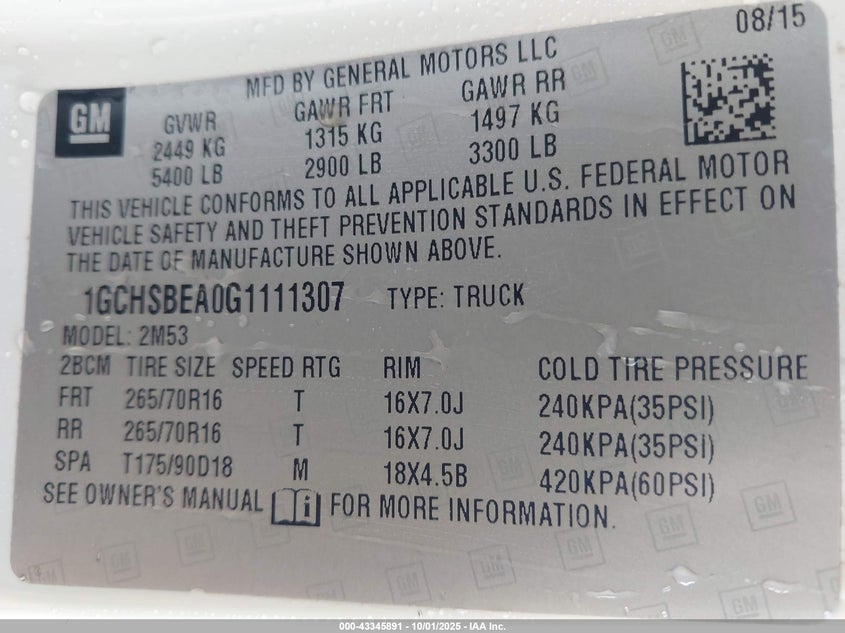 08/15
MFD BY GENERAL MOTORS LLC
GM
GVWR GAWR FRT GAWR RR
2449 KG 1315 KG 1497 KG
5400 LB 2900 LB 3300 LB
THIS VEHICLE CONFORMS TO ALL APPLICABLE U.S. FEDERAL MOTOR
VEHICLE SAFETY AND THEFT PREVENTION STANDARDS IN EFFECT ON
THE DATE OF MANUFACTURE SHOWN ABOVE.
1GCHSBEA0G1111307 TYPE: TRUCK
MODEL: 2M53
2BCM TIRE SIZE SPEED RTG RIM COLD TIRE PRESSURE
FRT 265/70R16 T 16X7.0J 240KPA(35PSI)
RR 265/70R16 T 16X7.0J 240KPA(35PSI)
SPA T175/90D18 M 18X4.5B 420KPA(60PSI)
SEE OWNER'S MANUAL i FOR MORE INFORMATION.
000-43345891 - 10/01/2025 - IAA Inc.